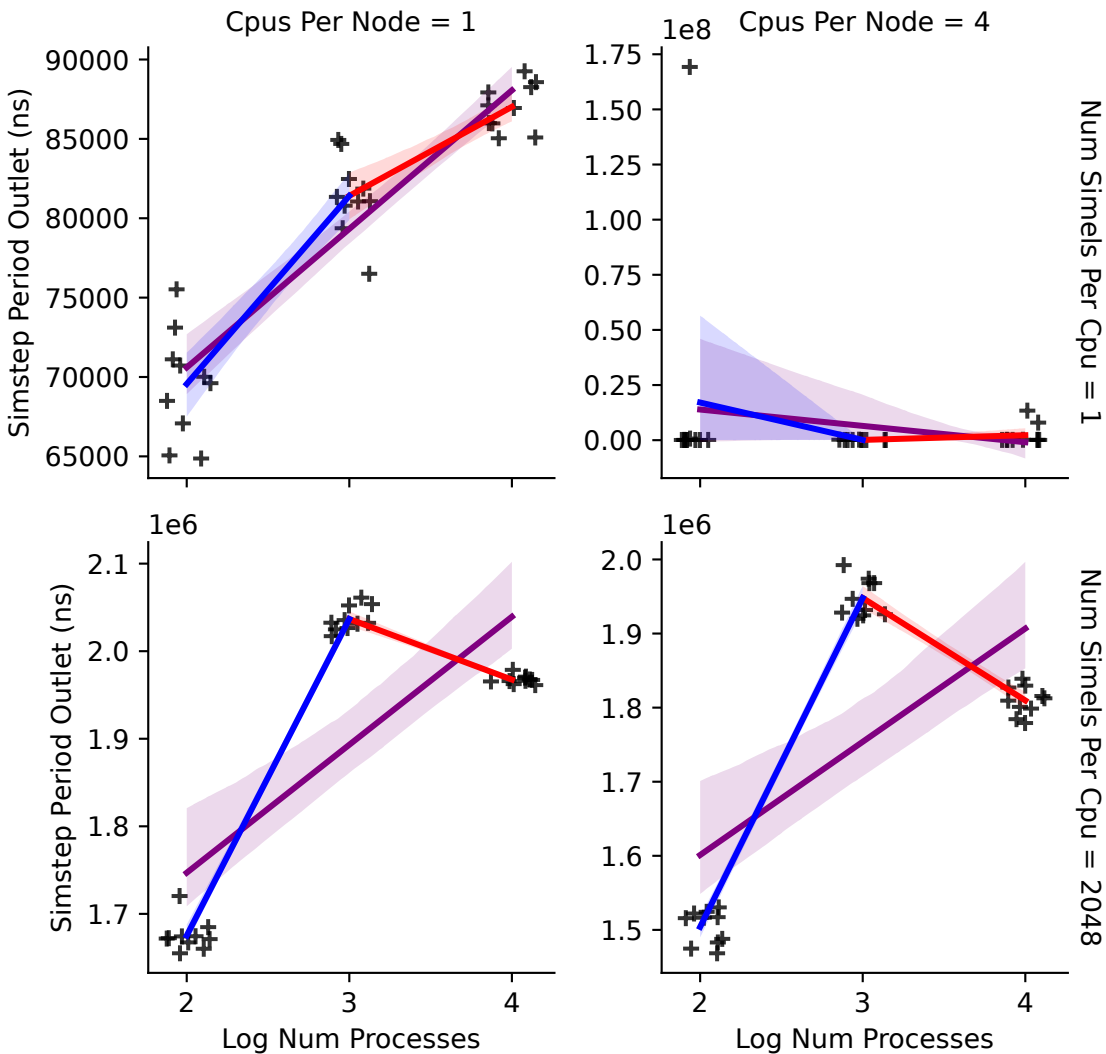 Cpus Per Node = 1
1e8 Cpus Per Node = 4
Simstep Period Outlet (ns)
90000
85000
80000
75000
70000
65000
1.75
1.50
1.25
1.00
0.75
0.50
0.25
0.00
Num Simels Per Cpu = 1
1e6
Simstep Period Outlet (ns)
2.1
2.0
1.9
1.8
1.7
2 3 4
Log Num Processes
1e6
2.0
1.9
1.8
1.7
1.6
1.5
2 3 4
Log Num Processes
Num Simels Per Cpu = 2048